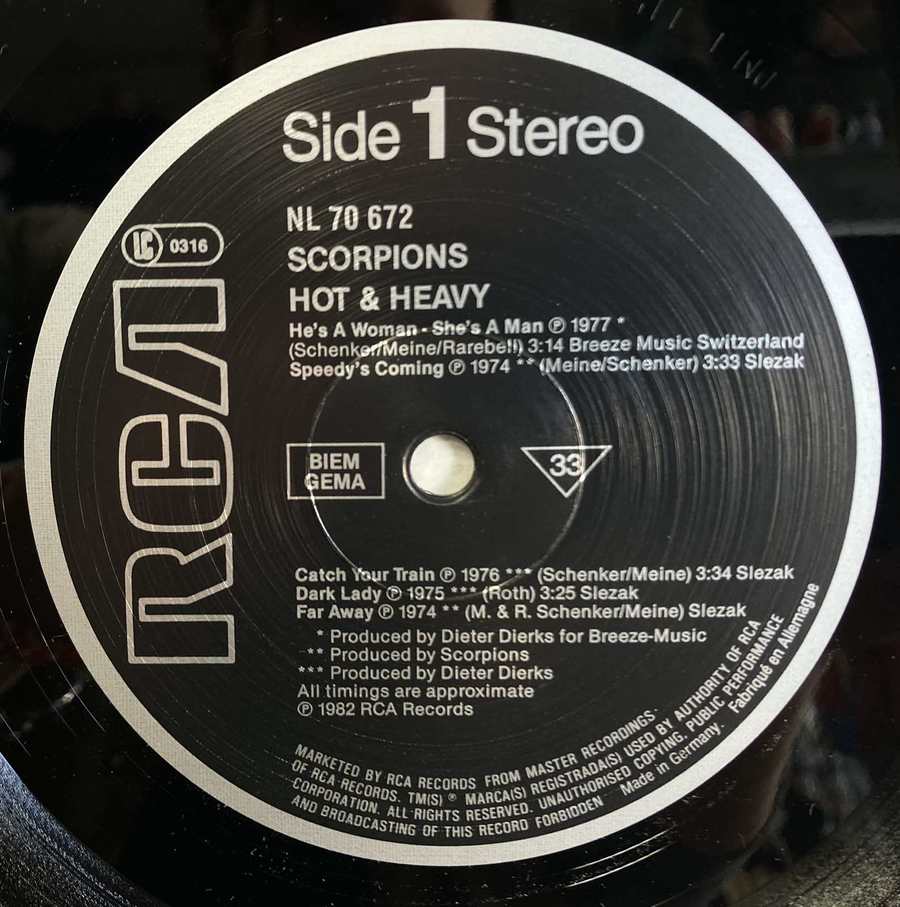 Side 1 Stereo
NL 70 672
LC 0316
SCORPIONS
HOT & HEAVY
RCA
He's A Woman - She's A Man ℗ 1977 *
(Schenker/Meine/Rarebell) 3:14 Breeze Music Switzerland
Speedy's Coming ℗ 1974 ** (Meine/Schenker) 3:33 Slezak
BIEM
GEMA
33
Catch Your Train ℗ 1976 *** (Schenker/Meine) 3:34 Slezak
Dark Lady ℗ 1975 *** (Roth) 3:25 Slezak
Far Away ℗ 1974 ** (M. & R. Schenker/Meine) Slezak
* Produced by Dieter Dierks for Breeze-Music
** Produced by Scorpions
*** Produced by Dieter Dierks
All timings are approximate
℗ 1982 RCA Records
MARKETED BY RCA RECORDS FROM MASTER RECORDINGS
OF RCA RECORDS. TM(S) ® MARCA(S) REGISTRADA(S) USED BY AUTHORITY OF RCA
CORPORATION. ALL RIGHTS RESERVED. UNAUTHORISED COPYING, PUBLIC PERFORMANCE
AND BROADCASTING OF THIS RECORD FORBIDDEN Made in Germany. Fabriqué en Allemagne